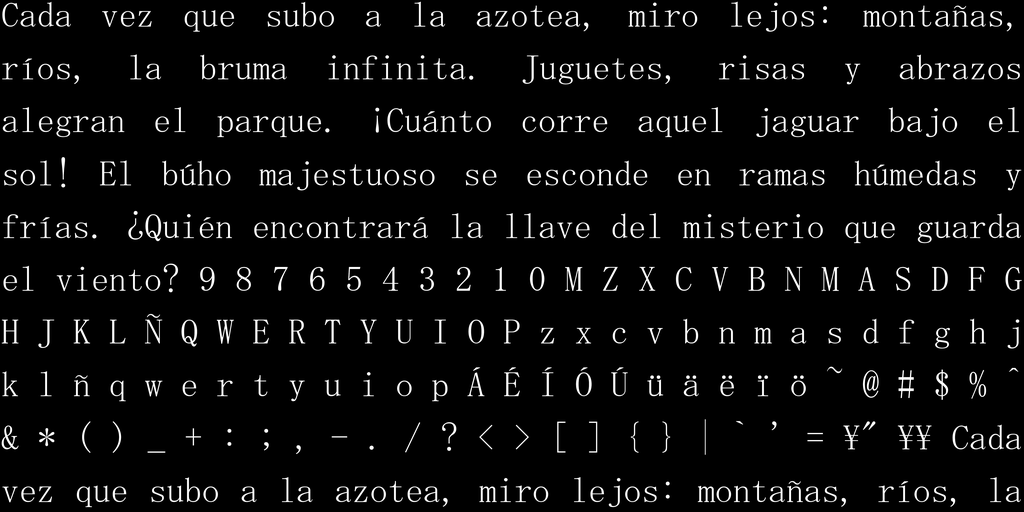 Cada vez que subo a la azotea, miro lejos: montañas,
ríos, la bruma infinita. Juguetes, risas y abrazos
alegran el parque. ¡Cuánto corre aquel jaguar bajo el
sol! El búho majestuoso se esconde en ramas húmedas y
frías. ¿Quién encontrará la llave del misterio que guarda
el viento? 9 8 7 6 5 4 3 2 1 0 M Z X C V B N M A S D F G
H J K L Ñ Q W E R T Y U I O P z x c v b n m a s d f g h j
k l ñ q w e r t y u i o p Á É Í Ó Ú ü ä ë ï ö ~ @ # $ % ^
& * ( ) _ + : ; , - . / ? < > [ ] { } | ` ' = ¥" ¥¥ Cada
vez que subo a la azotea, miro lejos: montañas, ríos, la